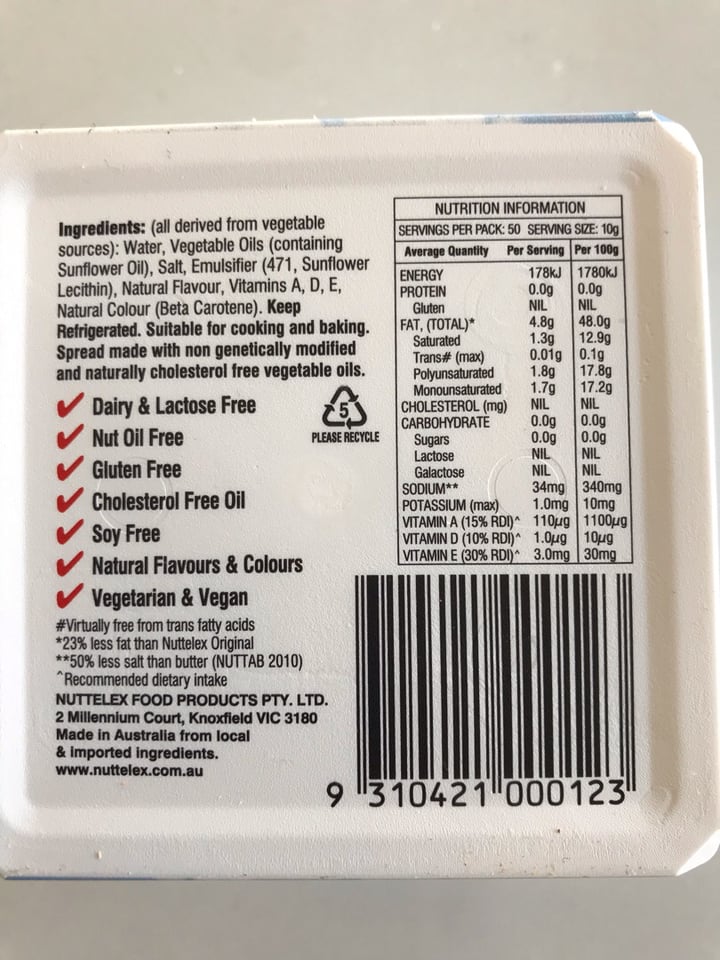 Ingredients: (all derived from vegetable
sources): Water, Vegetable Oils (containing
Sunflower Oil), Salt, Emulsifier (471, Sunflower
Lecithin), Natural Flavour, Vitamins A, D, E,
Natural Colour (Beta Carotene). Keep
Refrigerated. Suitable for cooking and baking.
Spread made with non genetically modified
and naturally cholesterol free vegetable oils.
Dairy & Lactose Free
Nut Oil Free
Gluten Free
Cholesterol Free Oil
Soy Free
Natural Flavours & Colours
Vegetarian & Vegan
5
PLEASE RECYCLE
#Virtually free from trans fatty acids
*23% less fat than Nuttelex Original
**50% less salt than butter (NUTTAB 2010)
^Recommended dietary intake
NUTTELEX FOOD PRODUCTS PTY. LTD.
2 Millennium Court, Knoxfield VIC 3180
Made in Australia from local
& imported ingredients.
www.nuttelex.com.au
NUTRITION INFORMATION
SERVINGS PER PACK: 50 SERVING SIZE: 10g
Average Quantity Per Serving Per 100g
ENERGY 178kJ 1780kJ
PROTEIN 0.0g 0.0g
Gluten NIL NIL
FAT, (TOTAL)* 4.8g 48.0g
Saturated 1.3g 12.9g
Trans# (max) 0.01g 0.1g
Polyunsaturated 1.8g 17.8g
Monounsaturated 1.7g 17.2g
CHOLESTEROL (mg) NIL NIL
CARBOHYDRATE 0.0g 0.0g
Sugars 0.0g 0.0g
Lactose NIL NIL
Galactose NIL NIL
SODIUM** 34mg 340mg
POTASSIUM (max) 1.0mg 10mg
VITAMIN A (15% RDI)^ 110µg 1100µg
VITAMIN D (10% RDI)^ 1.0µg 10µg
VITAMIN E (30% RDI)^ 3.0mg 30mg
9 310421 000123